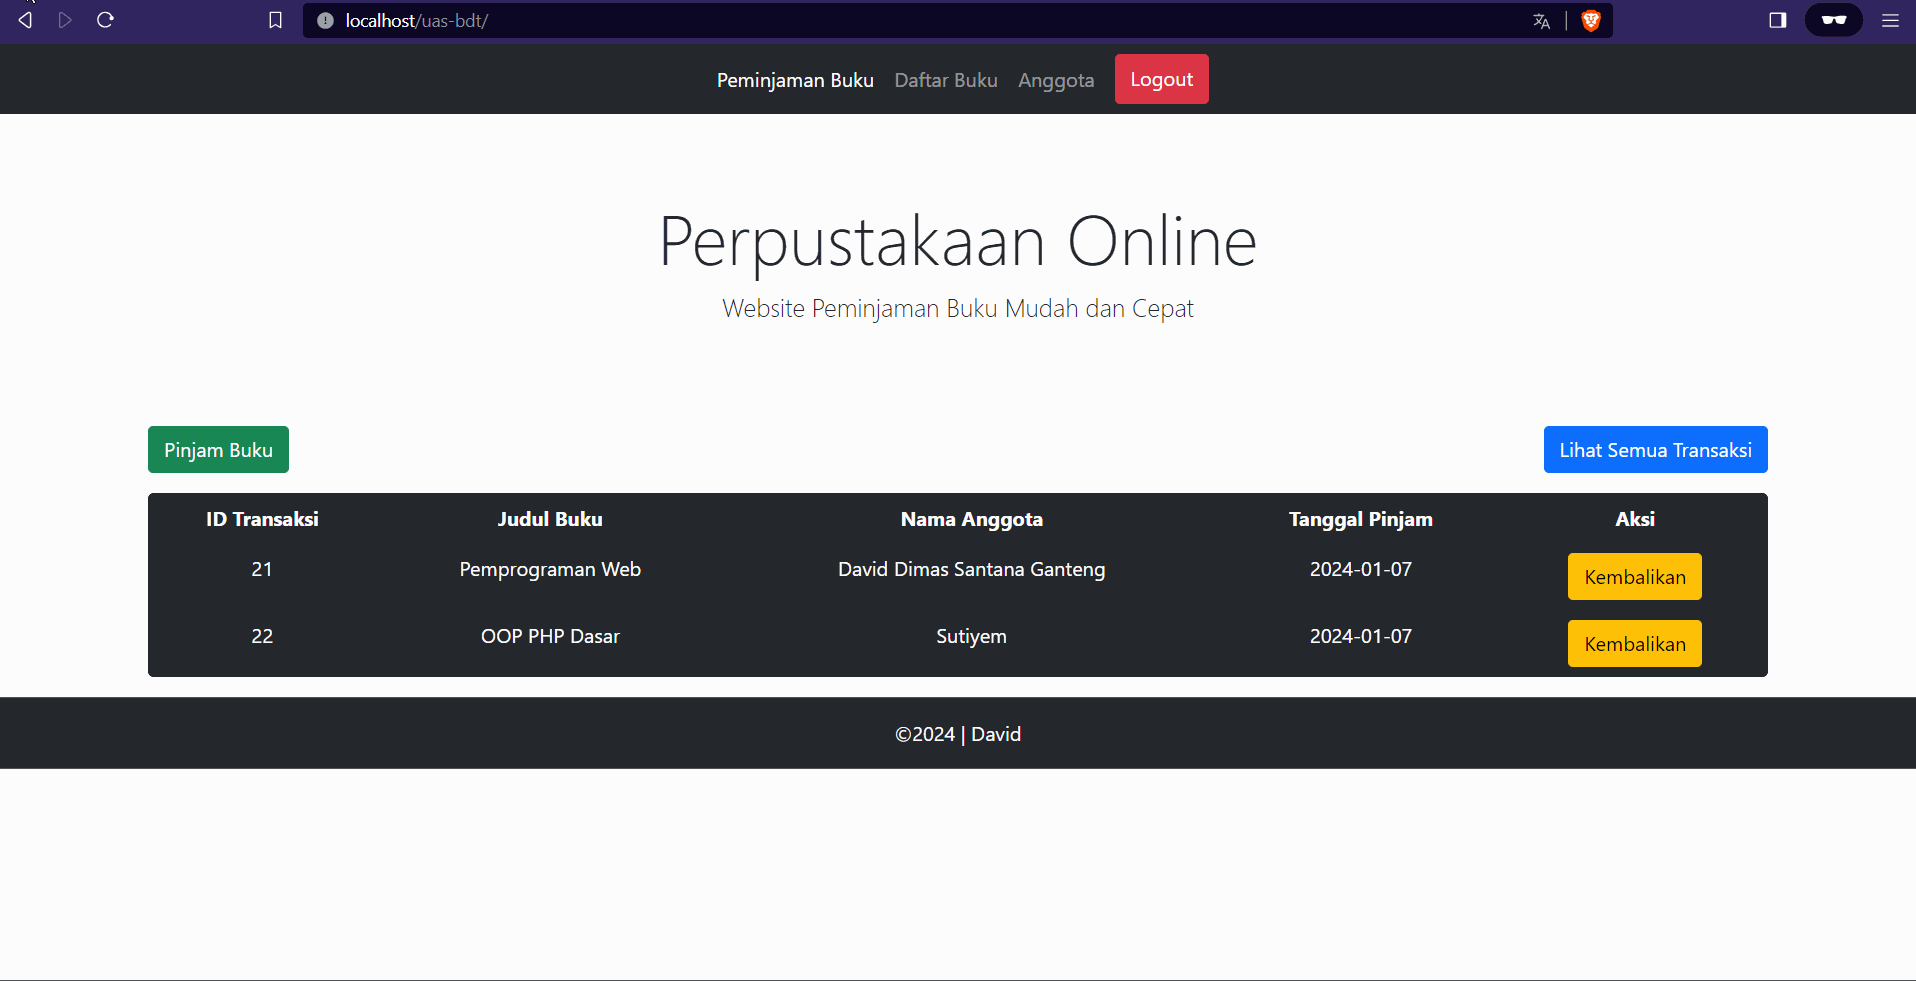 localhost/uas-bdt/
Peminjaman Buku Daftar Buku Anggota Logout
Perpustakaan Online
Website Peminjaman Buku Mudah dan Cepat
Pinjam Buku Lihat Semua Transaksi
ID Transaksi Judul Buku Nama Anggota Tanggal Pinjam Aksi
21 Pemprograman Web David Dimas Santana Ganteng 2024-01-07 Kembalikan
22 OOP PHP Dasar Sutiyem 2024-01-07 Kembalikan
©2024 | David